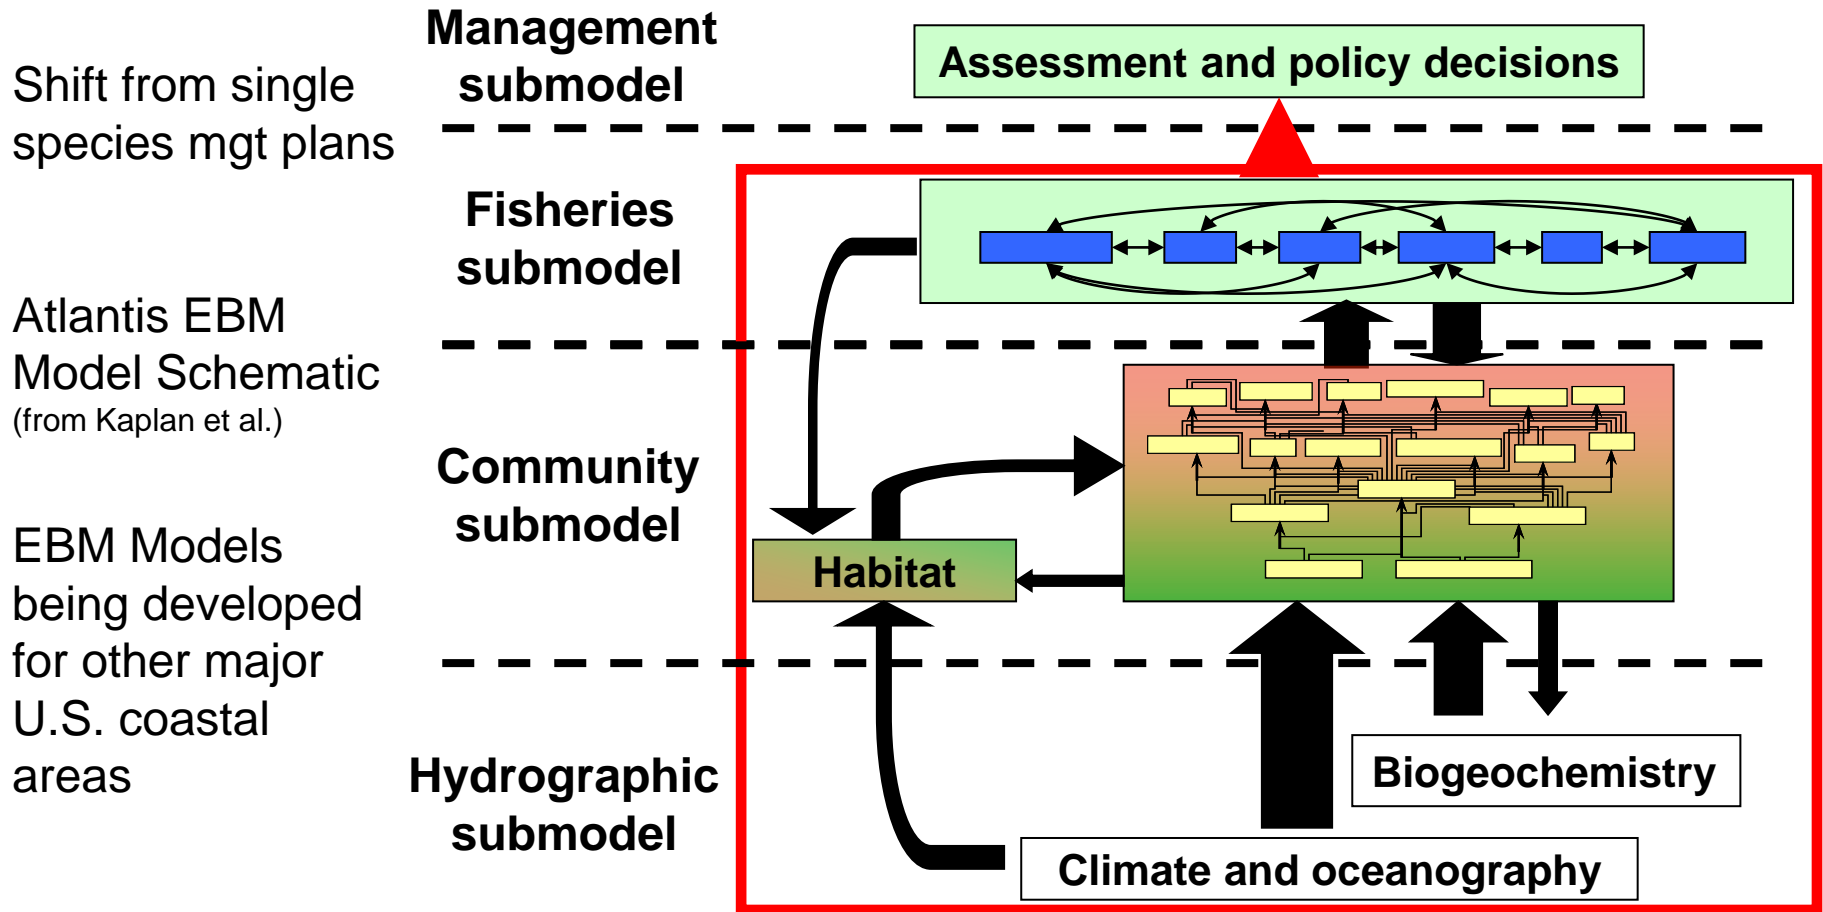 Shift from single
species mgt plans
Atlantis EBM
Model Schematic
(from Kaplan et al.)
EBM Models
being developed
for other major
U.S. coastal
areas
Management
submodel
Assessment and policy decisions
Fisheries
submodel
Community
submodel
Habitat
Hydrographic
submodel
Biogeochemistry
Climate and oceanography